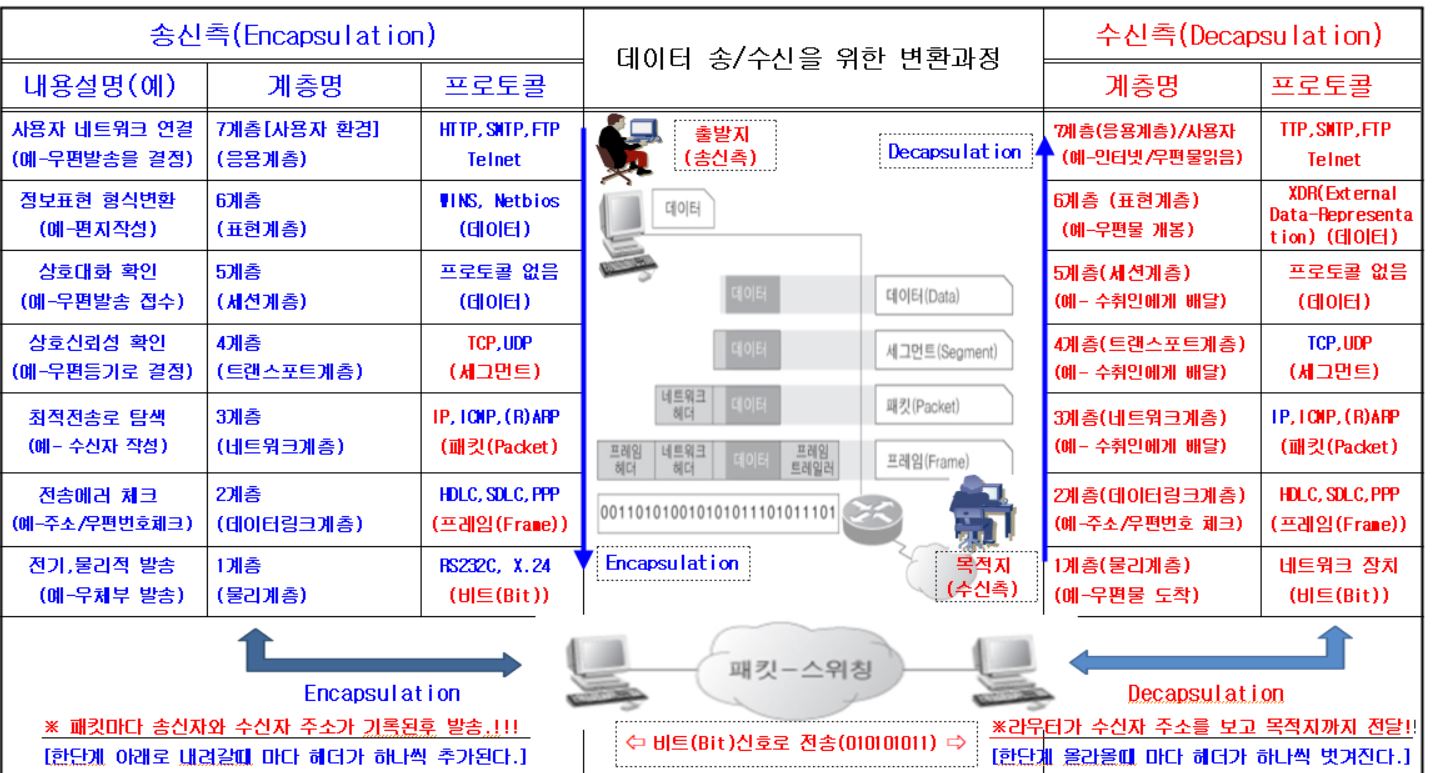 송신측(Encapsulation)
데이터 송/수신을 위한 변환과정
수신측(Decapsulation)
내용설명(예)
계층명
프로토콜
계층명
프로토콜
사용자 네트워크 연결
(예-우편발송을 결정)
7계층[사용자 환경]
(응용계층)
HTTP,SMTP,FTP
Telnet
출발지
(송신측)
Decapsulation
7계층(응용계층)/사용자
(예-인터넷/우편물읽음)
TTP,SMTP,FTP
Telnet
정보표현 형식변환
(예-편지작성)
6계층
(표현계층)
WINS, Netbios
(데이터)
데이터
6계층 (표현계층)
(예-우편물 개봉)
XDR(External
Data-Representa
tion) (데이터)
상호대화 확인
(예-우편발송 접수)
5계층
(세션계층)
프로토콜 없음
(데이터)
데이터
데이터(Data)
5계층(세션계층)
(예- 수취인에게 배달)
프로토콜 없음
(데이터)
상호신뢰성 확인
(예-우편등기로 결정)
4계층
(트랜스포트계층)
TCP,UDP
(세그먼트)
데이터
세그먼트(Segment)
4계층(트랜스포트계층)
(예- 수취인에게 배달)
TCP,UDP
(세그먼트)
최적전송로 탐색
(예- 수신자 작성)
3계층
(네트워크계층)
IP,ICMP,(R)ARP
(패킷(Packet)
네트워크
헤더
데이터
패킷(Packet)
3계층(네트워크계층)
(예- 수취인에게 배달)
IP,ICMP,(R)ARP
(패킷(Packet)
프레임
헤더
네트워크
헤더
데이터
프레임
트레일러
프레임(Frame)
전송에러 체크
(예-주소/우편번호체크)
2계층
(데이터링크계층)
HDLC,SDLC,PPP
(프레임(Frame))
001101010010101011101011101
2계층(데이터링크계층)
(예-주소/우편번호 체크)
HDLC,SDLC,PPP
(프레임(Frame))
전기,물리적 발송
(예-우체부 발송)
1계층
(물리계층)
RS232C, X.24
(비트(Bit))
Encapsulation
목적지
(수신측)
1계층(물리계층)
(예-우편물 도착)
네트워크 장치
(비트(Bit))
패킷-스위칭
Encapsulation
Decapsulation
※ 패킷마다 송신자와 수신자 주소가 기록된후 발송.!!!
[한단계 아래로 내려갈때 마다 헤더가 하나씩 추가된다.]
⇦ 비트(Bit)신호로 전송(010101011) ⇨
※라우터가 수신자 주소를 보고 목적지까지 전달!!
[한단계 올라올때 마다 헤더가 하나씩 벗겨진다.]